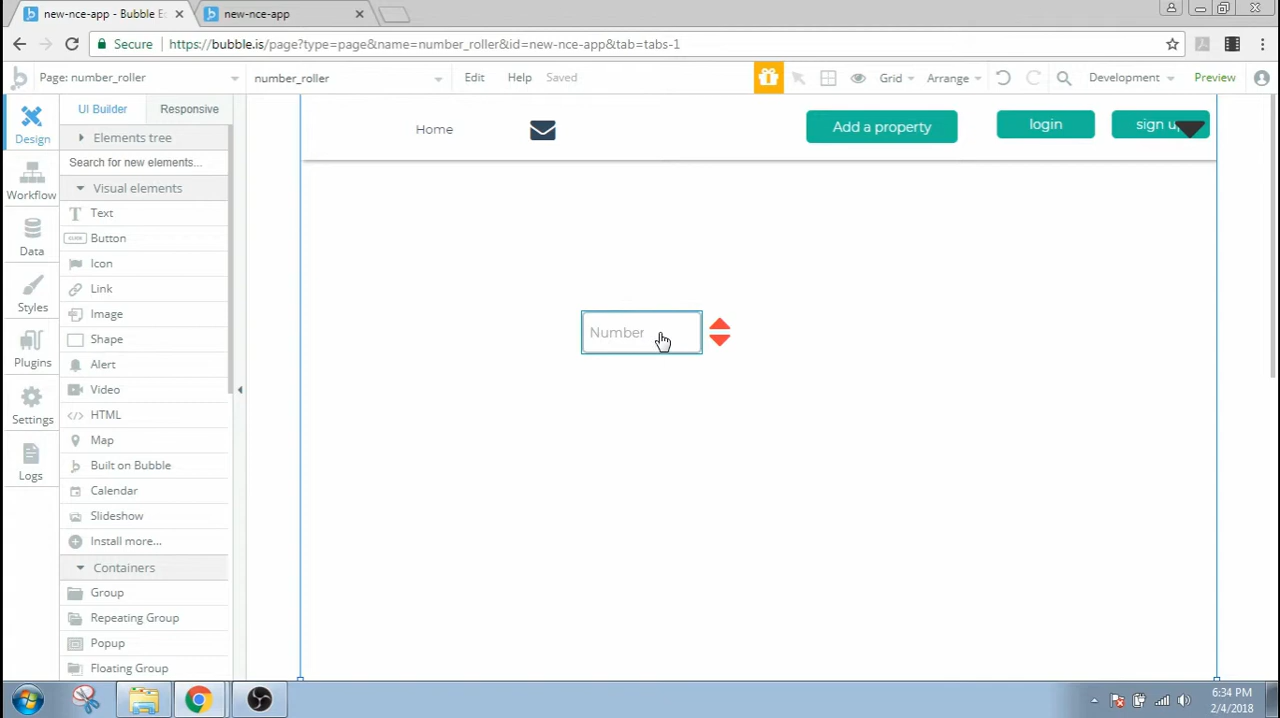 new-nce-app - Bubble E
new-nce-app
Secure
https://bubble.is/page?type=page&name=number_roller&id=new-nce-app&tab=tabs-1
Page: number_roller
number_roller
Edit
Help
Saved
Grid
Arrange
Development
Preview
Design
Workflow
Data
Styles
Plugins
Settings
Logs
UI Builder
Responsive
Elements tree
Search for new elements...
Visual elements
Text
Button
Icon
Link
Image
Shape
Alert
Video
HTML
Map
Built on Bubble
Calendar
Slideshow
Install more...
Containers
Group
Repeating Group
Popup
Floating Group
Home
Add a property
login
sign u
Number
6:34 PM
2/4/2018